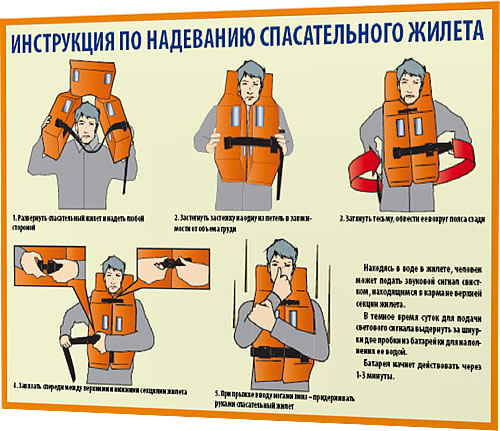 ИНСТРУКЦИЯ ПО НАДЕВАНИЮ СПАСАТЕЛЬНОГО ЖИЛЕТА
1. Развернуть спасательный жилет и надеть любой
стороной
2. Застегнуть застежку на одну из петель в зависи-
мости от объема груди
3. Затянуть тесьму, обвести ее вокруг пояса сзади
4. Завязать спереди между верхними и нижними секциями жилета
5. При прыжке в воду ногами вниз – придерживать
руками спасательный жилет
Находясь в воде в жилете, человек
может подать звуковой сигнал свист-
ком, находящимся в кармане верхней
секции жилета.
В темное время суток для подачи
светового сигнала выдернуть за шнур-
ки две пробки из батарейки для напол-
нения ее водой.
Батарея начнет действовать через
1-3 минуты.